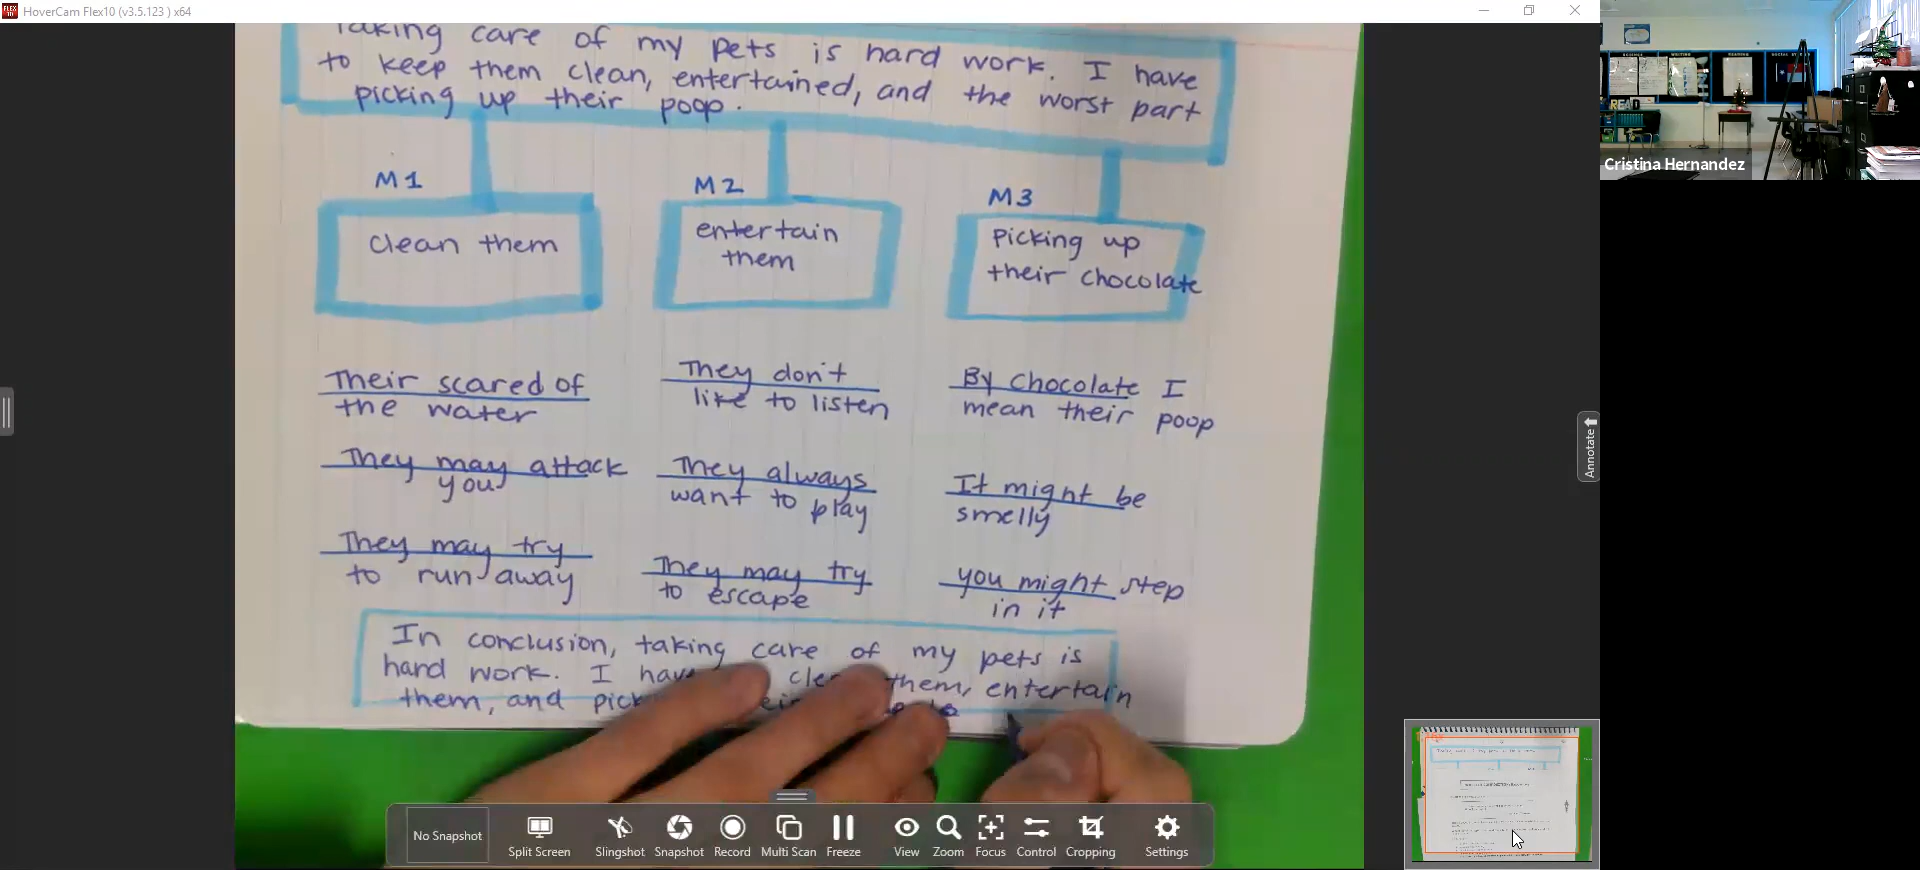 HoverCam Flex10 (v3.5.123 ) x64
Taking care of my pets is hard work. I have
to keep them clean, entertained, and the worst part
picking up their poop.
M1
clean them
Their scared of
the water
They may attack
you
They may try
to run away
M2
entertain
them
They don't
like to listen
They always
want to play
They may try
to escape
M3
Picking up
their chocolate
By chocolate I
mean their poop
It might be
smelly
you might step
in it
In conclusion, taking care of my pets is
hard work. I have them, entertain
them, and
No Snapshot
Split Screen
Slingshot
Snapshot
Record
Multi Scan
Freeze
View
Zoom
Focus
Control
Cropping
Settings
Annotate
Cristina Hernandez
SCIENCE
WRITING
READING
READ